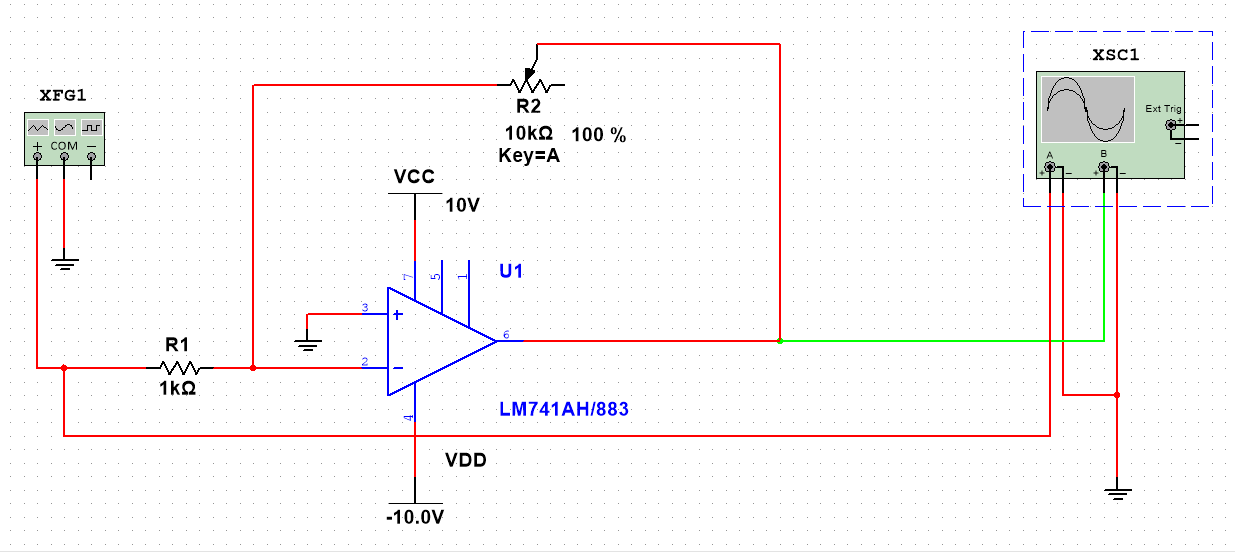 XFG1
+ COM −
R2
10kΩ 100 %
Key=A
XSC1
Ext Trig
+
−
A B
+ − + −
VCC
10V
7 5 1
U1
3
+
6
R1
1kΩ
2
−
4
LM741AH/883
VDD
-10.0V